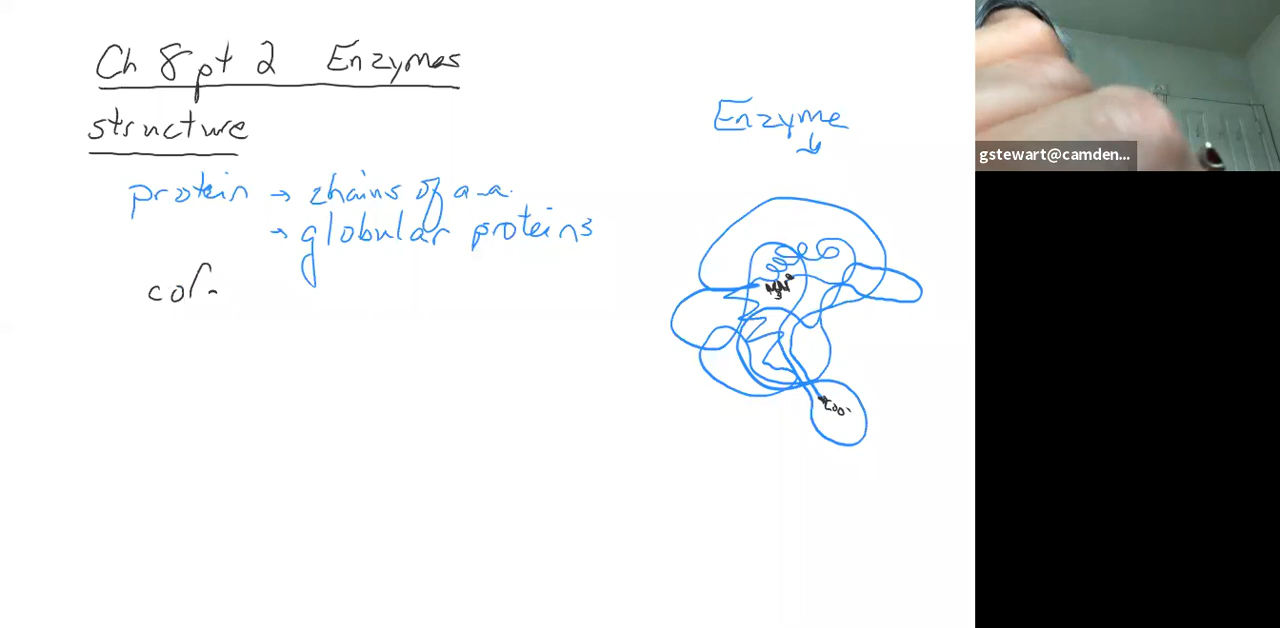 Ch 8 pt 2 Enzymes
structure
protein → chains of a.a.
→ globular proteins
cof
Enzyme
COO-
gstewart@camden...